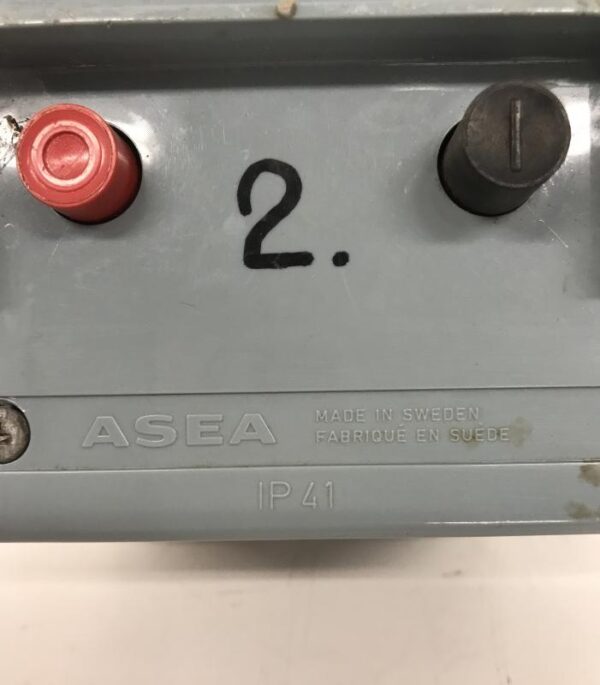 2.
ASEA
MADE IN SWEDEN
FABRIQUÉ EN SUÈDE
IP 41